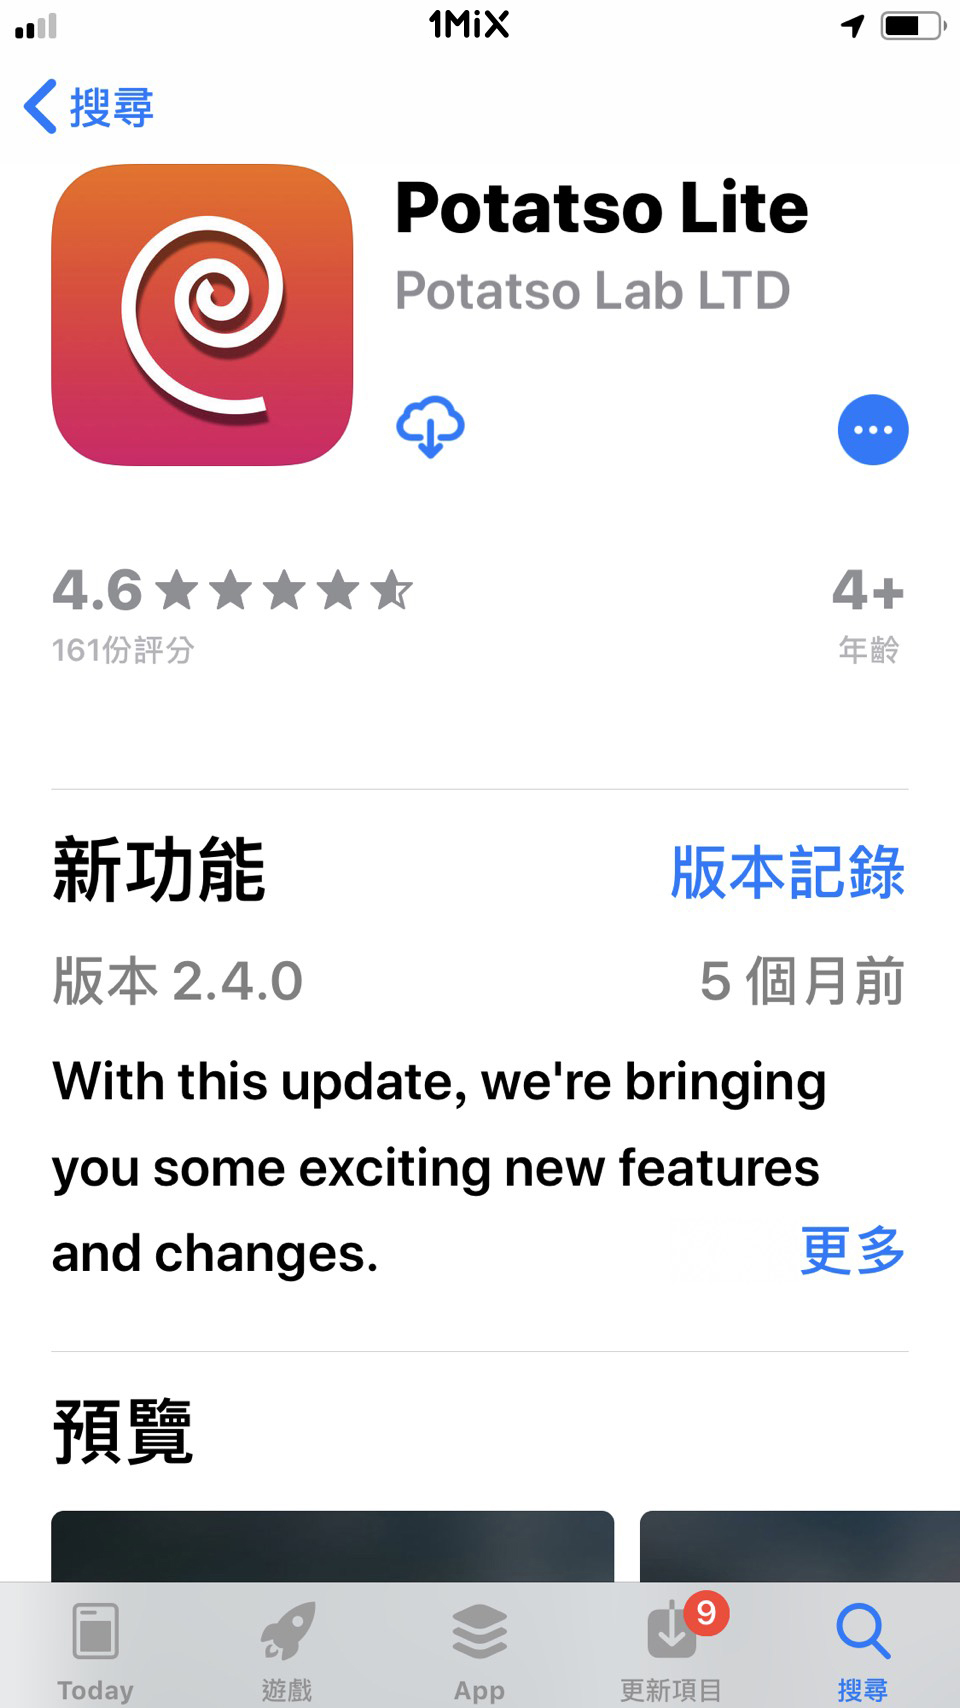 1MiX
搜尋
Potatso Lite
Potatso Lab LTD
4.6
4+
161份評分
年齡
新功能
版本記錄
版本 2.4.0
5 個月前
With this update, we're bringing
you some exciting new features
and changes.
更多
預覽
9
Today
遊戲
App
更新項目
搜尋